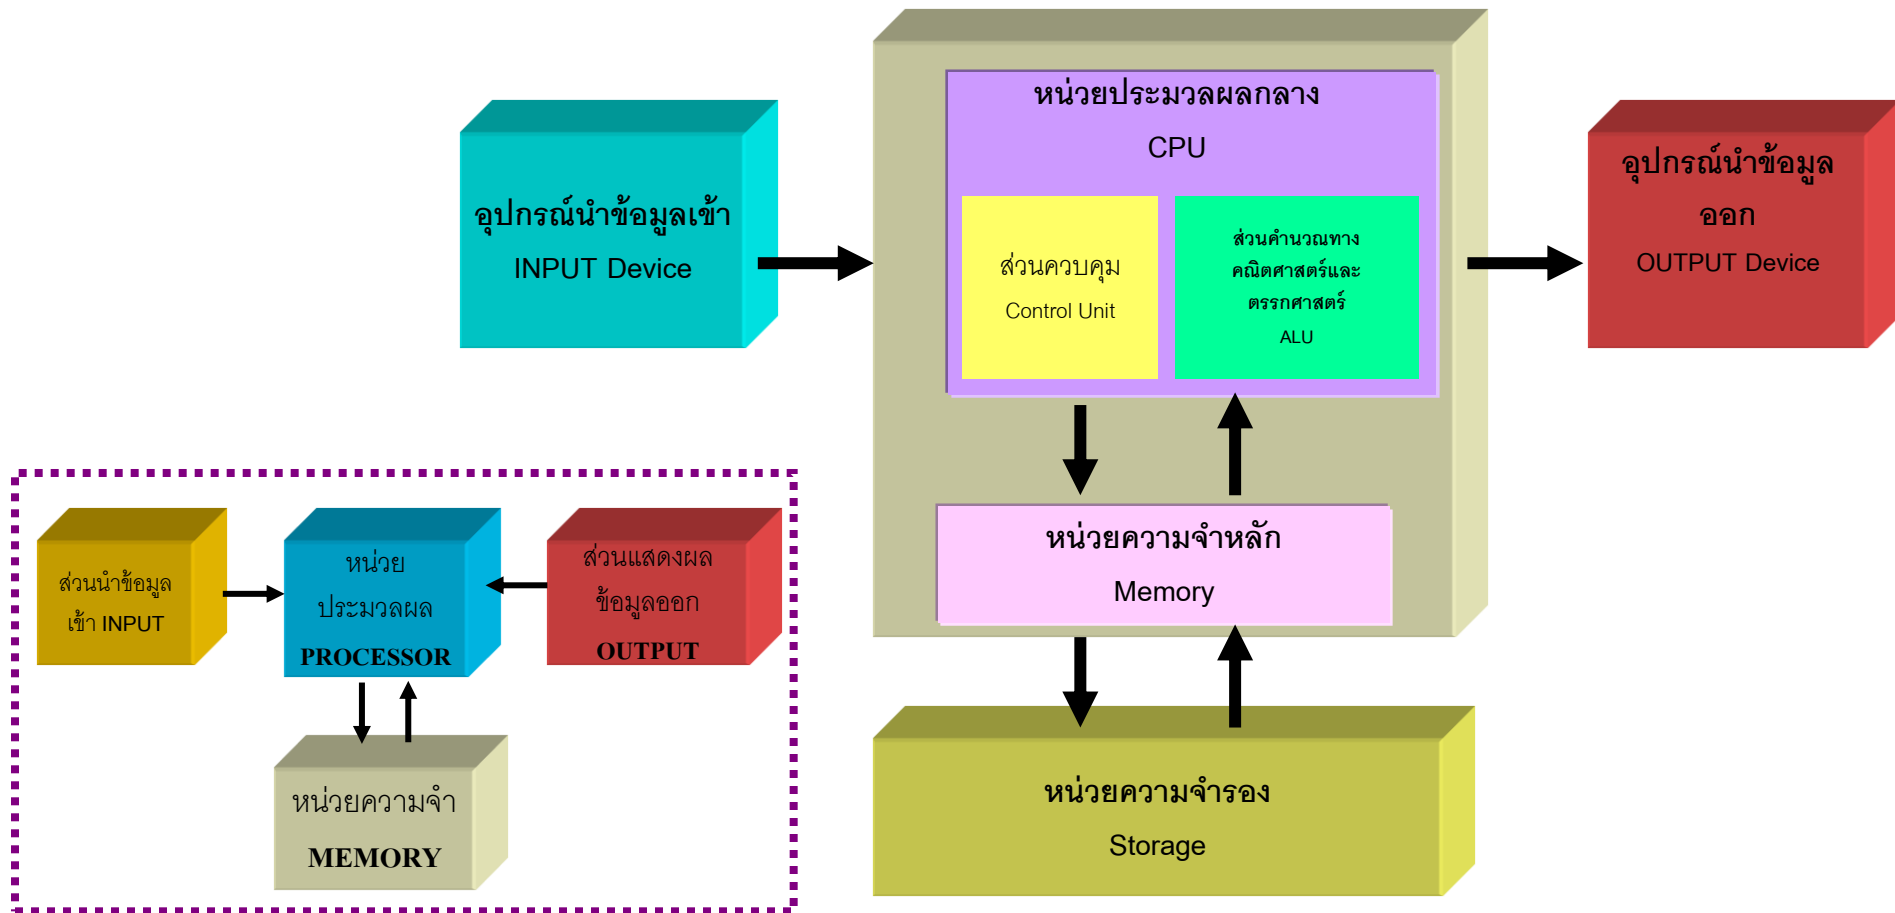 หน่วยประมวลผลกลาง
CPU
อุปกรณ์นำข้อมูลเข้า
INPUT Device
ส่วนควบคุม
Control Unit
ส่วนคำนวณทาง
คณิตศาสตร์และ
ตรรกศาสตร์
ALU
อุปกรณ์นำข้อมูล
ออก
OUTPUT Device
หน่วยความจำหลัก
Memory
หน่วยความจำรอง
Storage
ส่วนนำข้อมูล
เข้า INPUT
หน่วย
ประมวลผล
PROCESSOR
ส่วนแสดงผล
ข้อมูลออก
OUTPUT
หน่วยความจำ
MEMORY